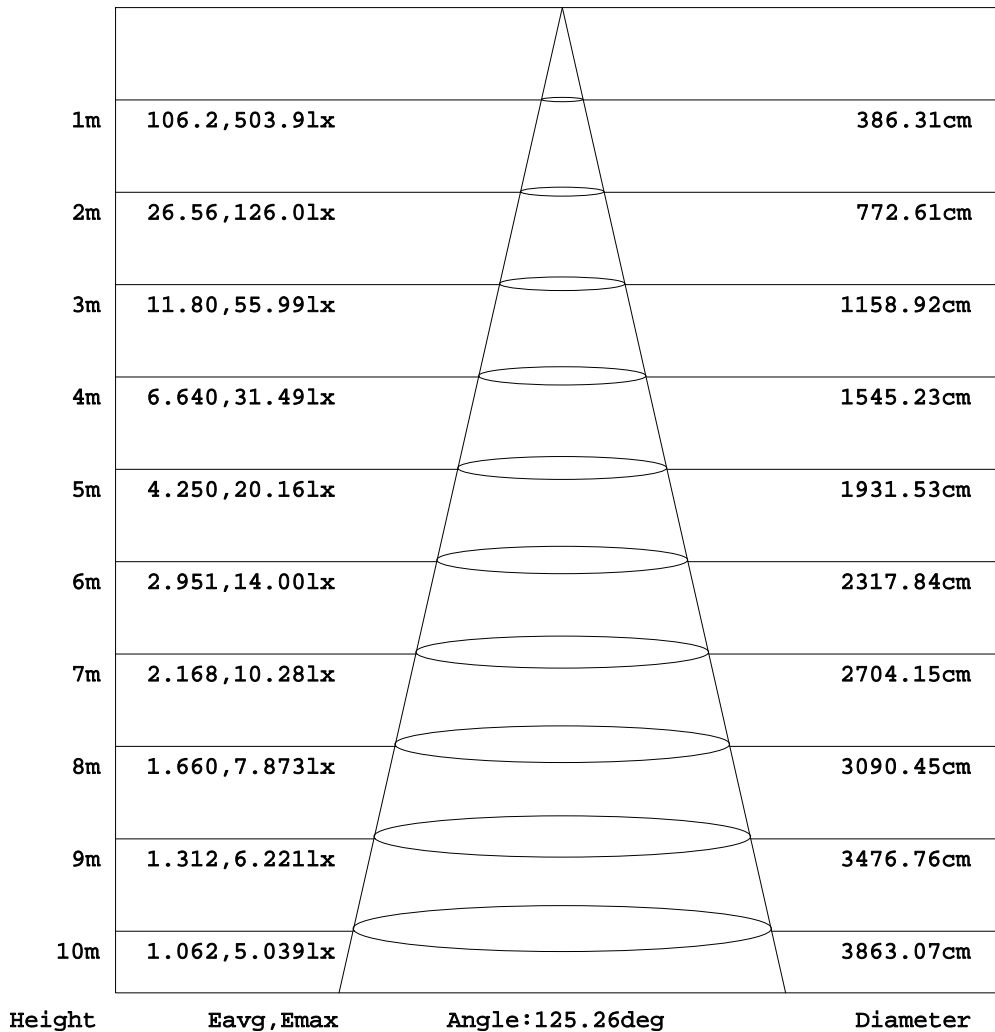 1m 106.2,503.9lx 386.31cm
2m 26.56,126.0lx 772.61cm
3m 11.80,55.99lx 1158.92cm
4m 6.640,31.49lx 1545.23cm
5m 4.250,20.16lx 1931.53cm
6m 2.951,14.00lx 2317.84cm
7m 2.168,10.28lx 2704.15cm
8m 1.660,7.873lx 3090.45cm
9m 1.312,6.221lx 3476.76cm
10m 1.062,5.039lx 3863.07cm
Height Eavg,Emax Angle:125.26deg Diameter